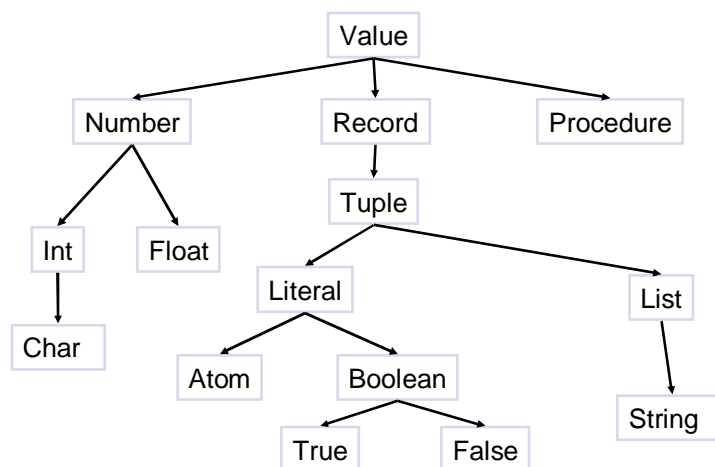 Value
Number
Record
Procedure
Tuple
Int
Float
Literal
List
Char
Atom
Boolean
String
True
False